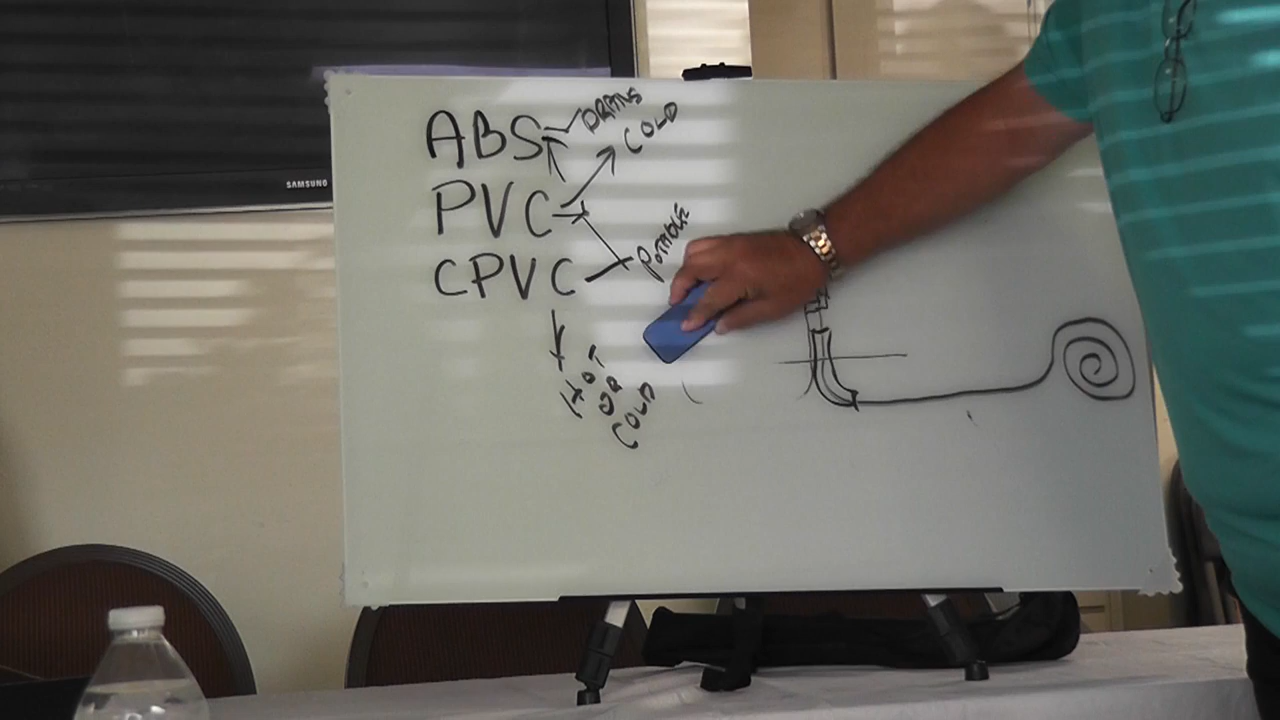 SAMSUNG
ABS
DRAINS
COLD
PVC
POTABLE
CPVC
HOT
OR
COLD